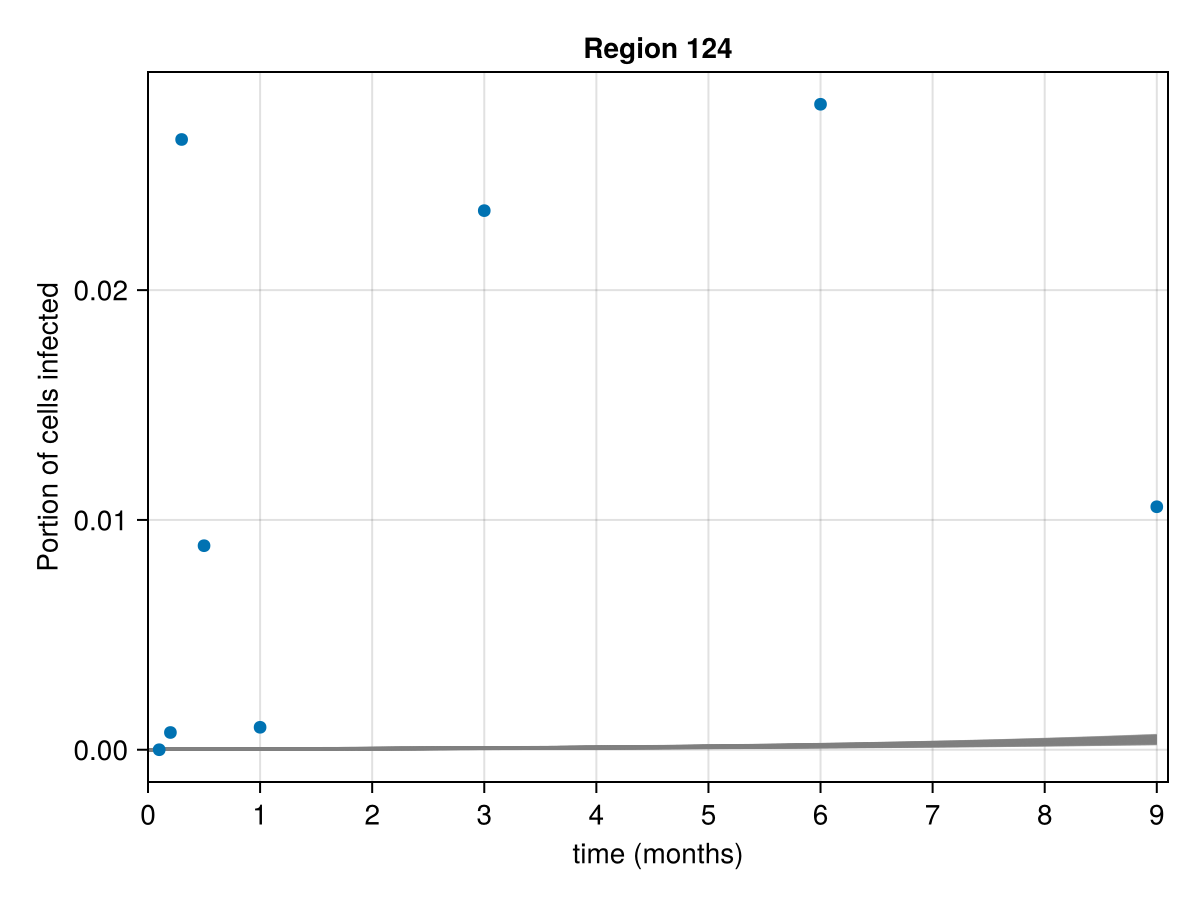 Region 124
Portion of cells infected
0.02
0.01
0.00
0 1 2 3 4 5 6 7 8 9
time (months)